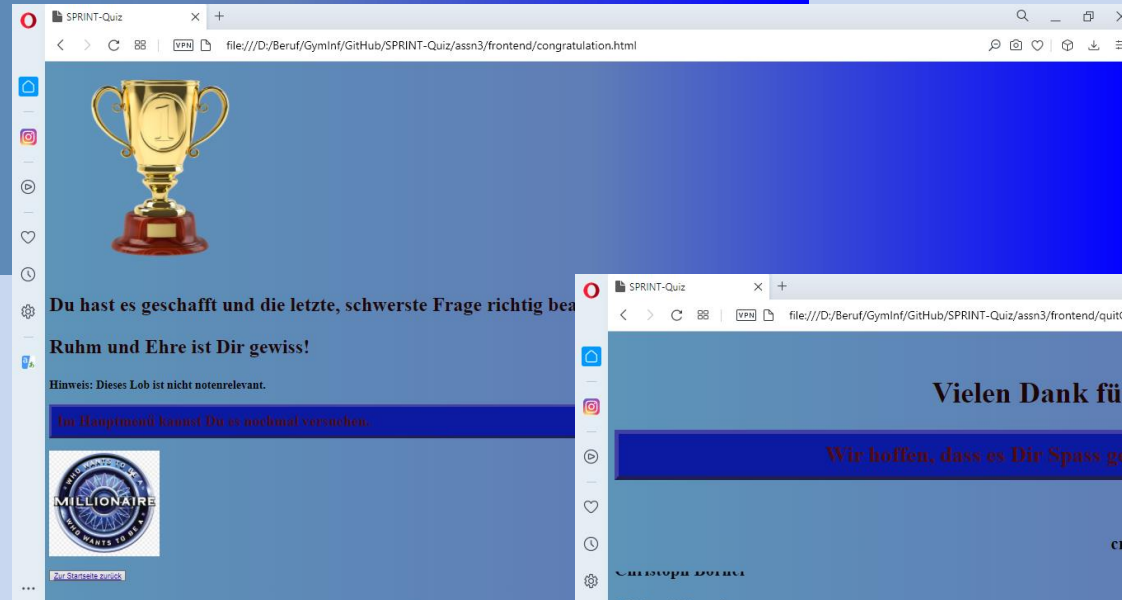 SPRINT-Quiz
VPN
file:///D:/Beruf/GymInf/GitHub/SPRINT-Quiz/assn3/frontend/congratulation.html
1
Du hast es geschafft und die letzte, schwerste Frage richtig bea
Ruhm und Ehre ist Dir gewiss!
Hinweis: Dieses Lob ist nicht notenrelevant.
Im Hauptmenü kannst Du es nochmal versuchen.
WHO WANTS TO BE A
MILLIONAIRE
WHO WANTS TO BE A
Zur Startseite zurück
SPRINT-Quiz
VPN
file:///D:/Beruf/GymInf/GitHub/SPRINT-Quiz/assn3/frontend/quit
Vielen Dank fü
Wir hoffen, dass es Dir Spass ge
Christoph